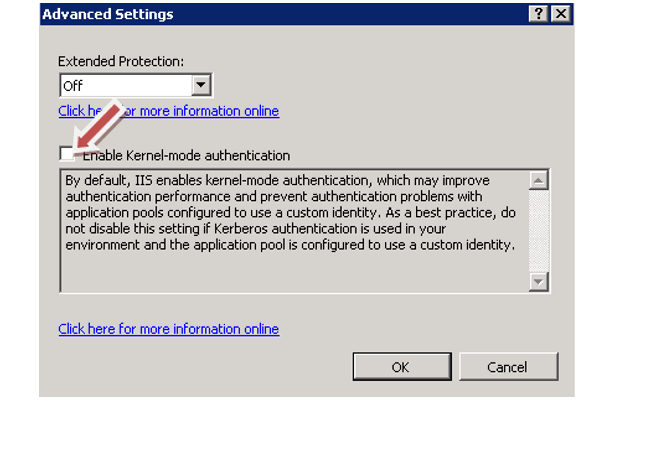 Advanced Settings
Extended Protection:
Off
Click here for more information online
Enable Kernel-mode authentication
By default, IIS enables kernel-mode authentication, which may improve
authentication performance and prevent authentication problems with
application pools configured to use a custom identity. As a best practice, do
not disable this setting if Kerberos authentication is used in your
environment and the application pool is configured to use a custom identity.
Click here for more information online
OK
Cancel